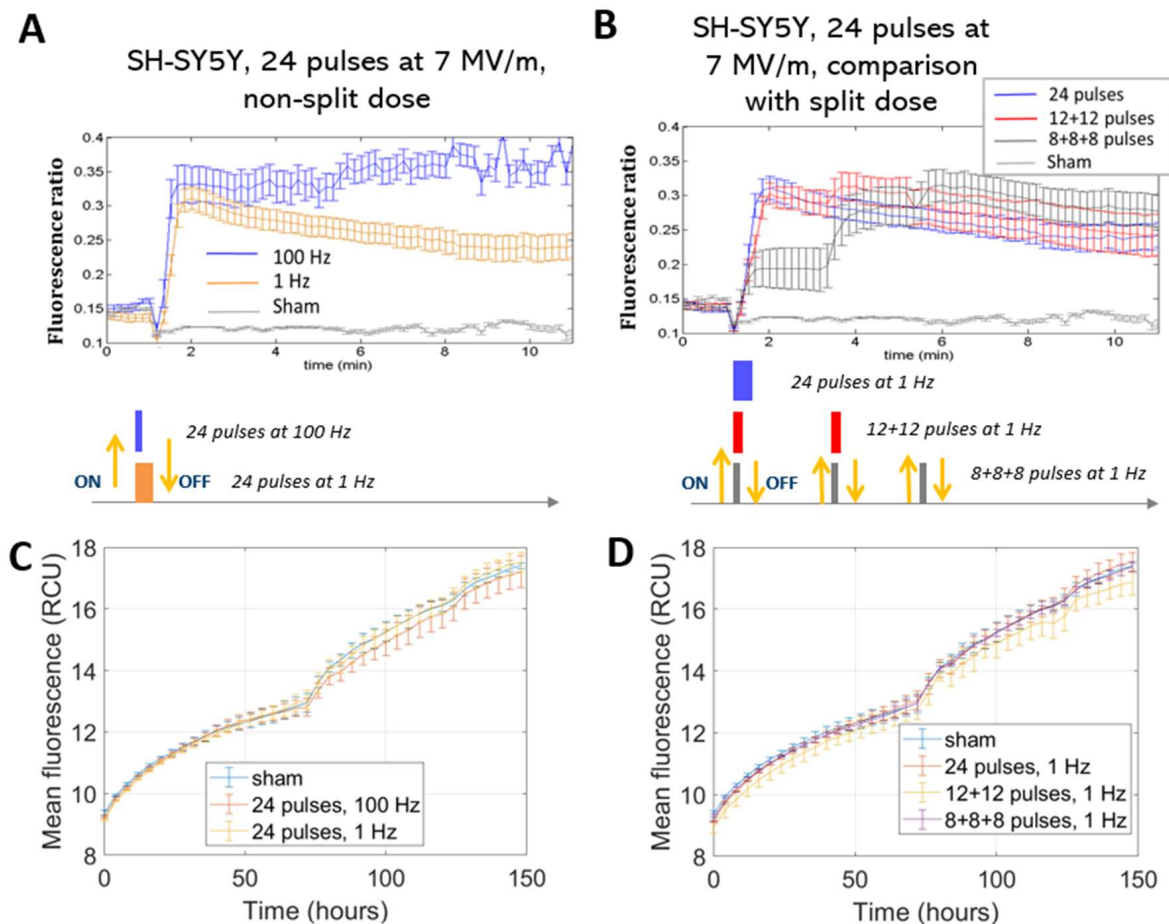 A
SH-SY5Y, 24 pulses at 7 MV/m,
non-split dose
Fluorescence ratio
0.4
0.35
0.3
0.25
0.2
0.15
0.1
100 Hz
1 Hz
Sham
0
2
4
6
8
10
time (min)
24 pulses at 100 Hz
ON
OFF
24 pulses at 1 Hz
B
SH-SY5Y, 24 pulses at
7 MV/m, comparison
with split dose
24 pulses
12+12 pulses
8+8+8 pulses
Sham
Fluorescence ratio
0.4
0.35
0.3
0.25
0.2
0.15
0.1
0
2
4
6
8
10
time (min)
24 pulses at 1 Hz
12+12 pulses at 1 Hz
ON
OFF
8+8+8 pulses at 1 Hz
C
Mean fluorescence (RCU)
18
16
14
12
10
8
sham
24 pulses, 100 Hz
24 pulses, 1 Hz
0
50
100
150
Time (hours)
D
Mean fluorescence (RCU)
18
16
14
12
10
8
sham
24 pulses, 1 Hz
12+12 pulses, 1 Hz
8+8+8 pulses, 1 Hz
0
50
100
150
Time (hours)